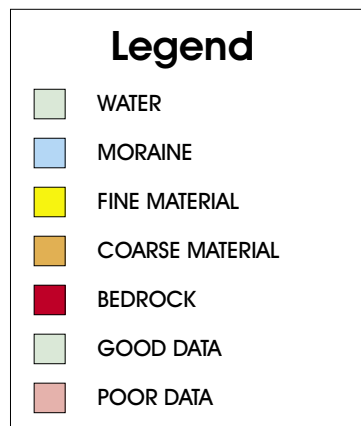 Legend
WATER
MORAINE
FINE MATERIAL
COARSE MATERIAL
BEDROCK
GOOD DATA
POOR DATA